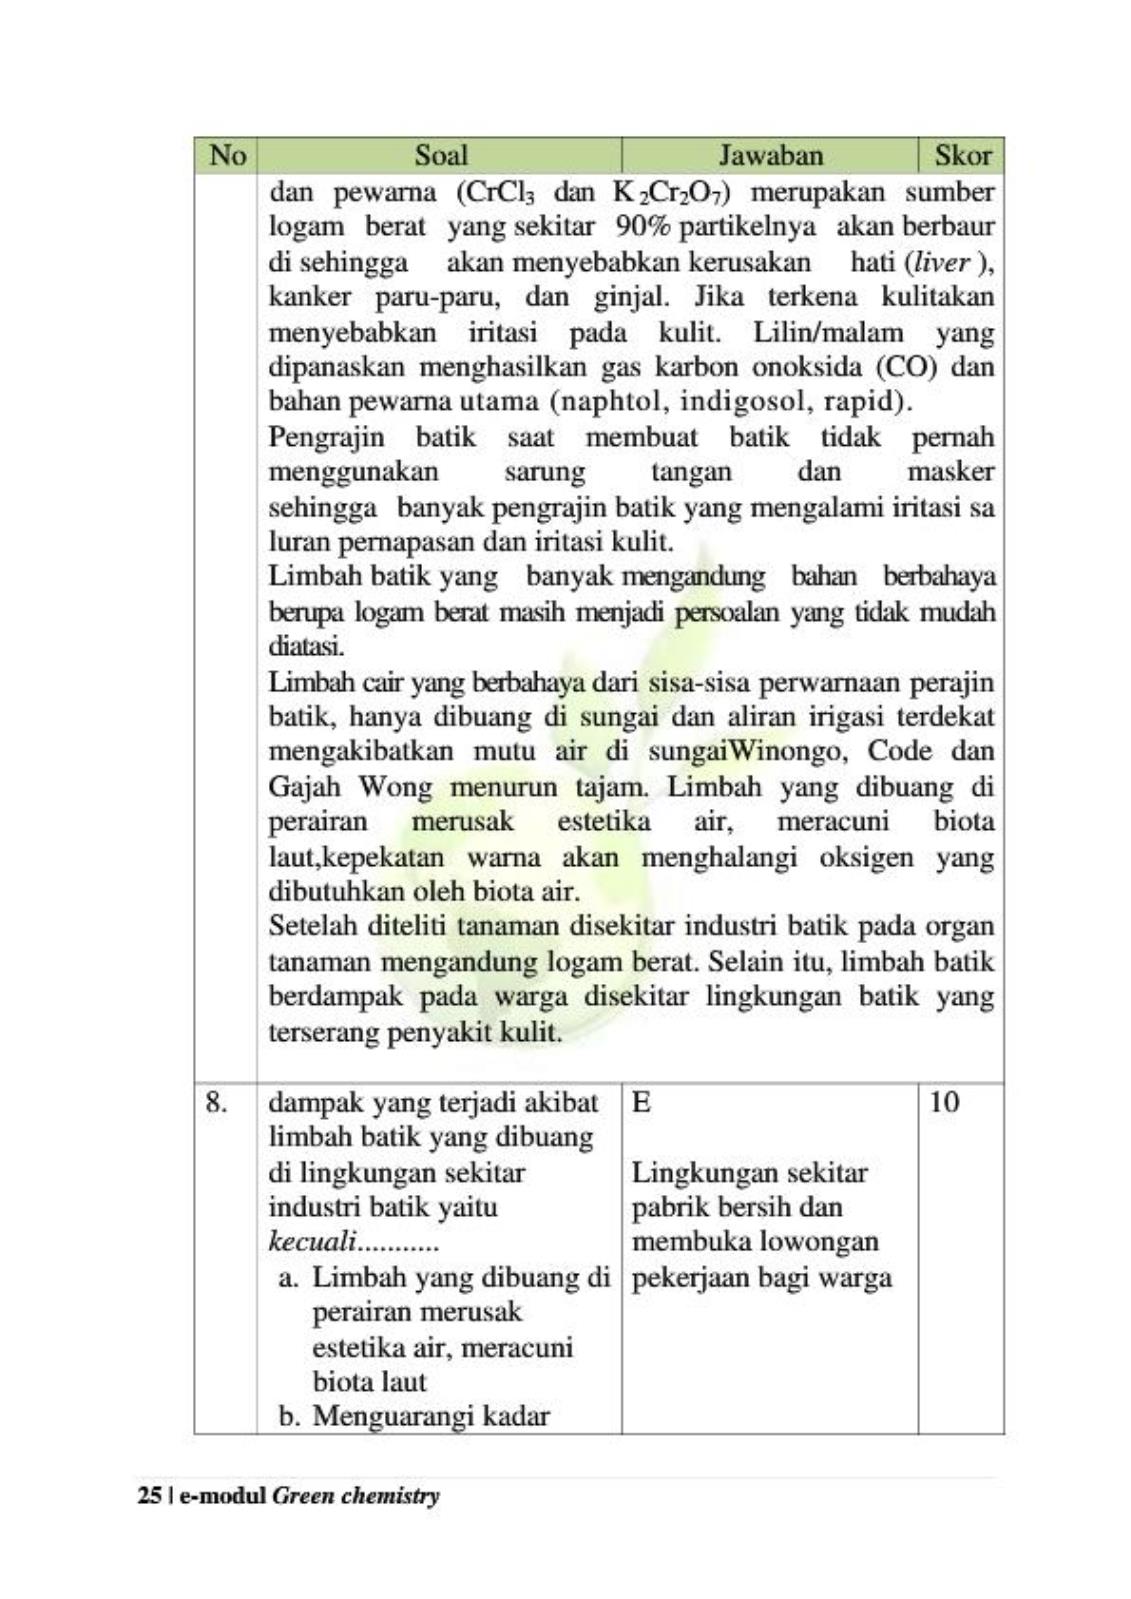 No Soal Jawaban Skor
dan pewarna (CrCl₃ dan K₂Cr₂O₇) merupakan sumber
logam berat yang sekitar 90% partikelnya akan berbaur
di sehingga akan menyebabkan kerusakan hati (liver ),
kanker paru-paru, dan ginjal. Jika terkena kulitakan
menyebabkan iritasi pada kulit. Lilin/malam yang
dipanaskan menghasilkan gas karbon onoksida (CO) dan
bahan pewarna utama (naphtol, indigosol, rapid).
Pengrajin batik saat membuat batik tidak pernah
menggunakan sarung tangan dan masker
sehingga banyak pengrajin batik yang mengalami iritasi sa
luran pernapasan dan iritasi kulit.
Limbah batik yang banyak mengandung bahan berbahaya
berupa logam berat masih menjadi persoalan yang tidak mudah
diatasi.
Limbah cair yang berbahaya dari sisa-sisa perwarnaan perajin
batik, hanya dibuang di sungai dan aliran irigasi terdekat
mengakibatkan mutu air di sungaiWinongo, Code dan
Gajah Wong menurun tajam. Limbah yang dibuang di
perairan merusak estetika air, meracuni biota
laut,kepekatan warna akan menghalangi oksigen yang
dibutuhkan oleh biota air.
Setelah diteliti tanaman disekitar industri batik pada organ
tanaman mengandung logam berat. Selain itu, limbah batik
berdampak pada warga disekitar lingkungan batik yang
terserang penyakit kulit.
8. dampak yang terjadi akibat
limbah batik yang dibuang
di lingkungan sekitar
industri batik yaitu
kecuali...........
a. Limbah yang dibuang di
perairan merusak
estetika air, meracuni
biota laut
b. Menguarangi kadar
E
Lingkungan sekitar
pabrik bersih dan
membuka lowongan
pekerjaan bagi warga
10
25 | e-modul Green chemistry